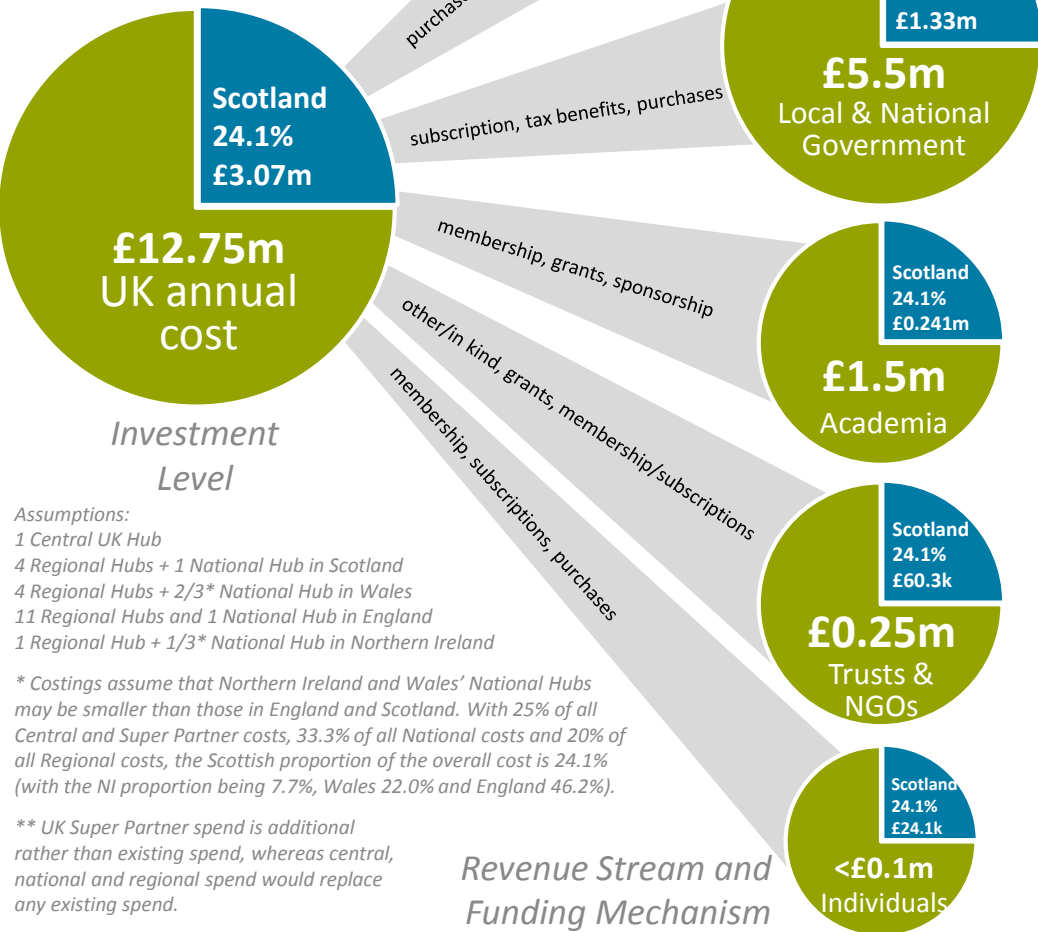 purchas
£1.33m
£5.5m
Local & National
Government
subscription, tax benefits, purchases
Scotland
24.1%
£3.07m
£12.75m
UK annual
cost
membership, grants, sponsorship
Scotland
24.1%
£0.241m
£1.5m
Academia
other/in kind, grants, membership/subscriptions
Scotland
24.1%
£60.3k
£0.25m
Trusts &
NGOs
membership, subscriptions, purchases
Scotland
24.1%
£24.1k
<£0.1m
Individuals
Investment
Level
Assumptions:
1 Central UK Hub
4 Regional Hubs + 1 National Hub in Scotland
4 Regional Hubs + 2/3* National Hub in Wales
11 Regional Hubs and 1 National Hub in England
1 Regional Hub + 1/3* National Hub in Northern Ireland
* Costings assume that Northern Ireland and Wales' National Hubs
may be smaller than those in England and Scotland. With 25% of all
Central and Super Partner costs, 33.3% of all National costs and 20% of
all Regional costs, the Scottish proportion of the overall cost is 24.1%
(with the NI proportion being 7.7%, Wales 22.0% and England 46.2%).
** UK Super Partner spend is additional
rather than existing spend, whereas central,
national and regional spend would replace
any existing spend.
Revenue Stream and
Funding Mechanism